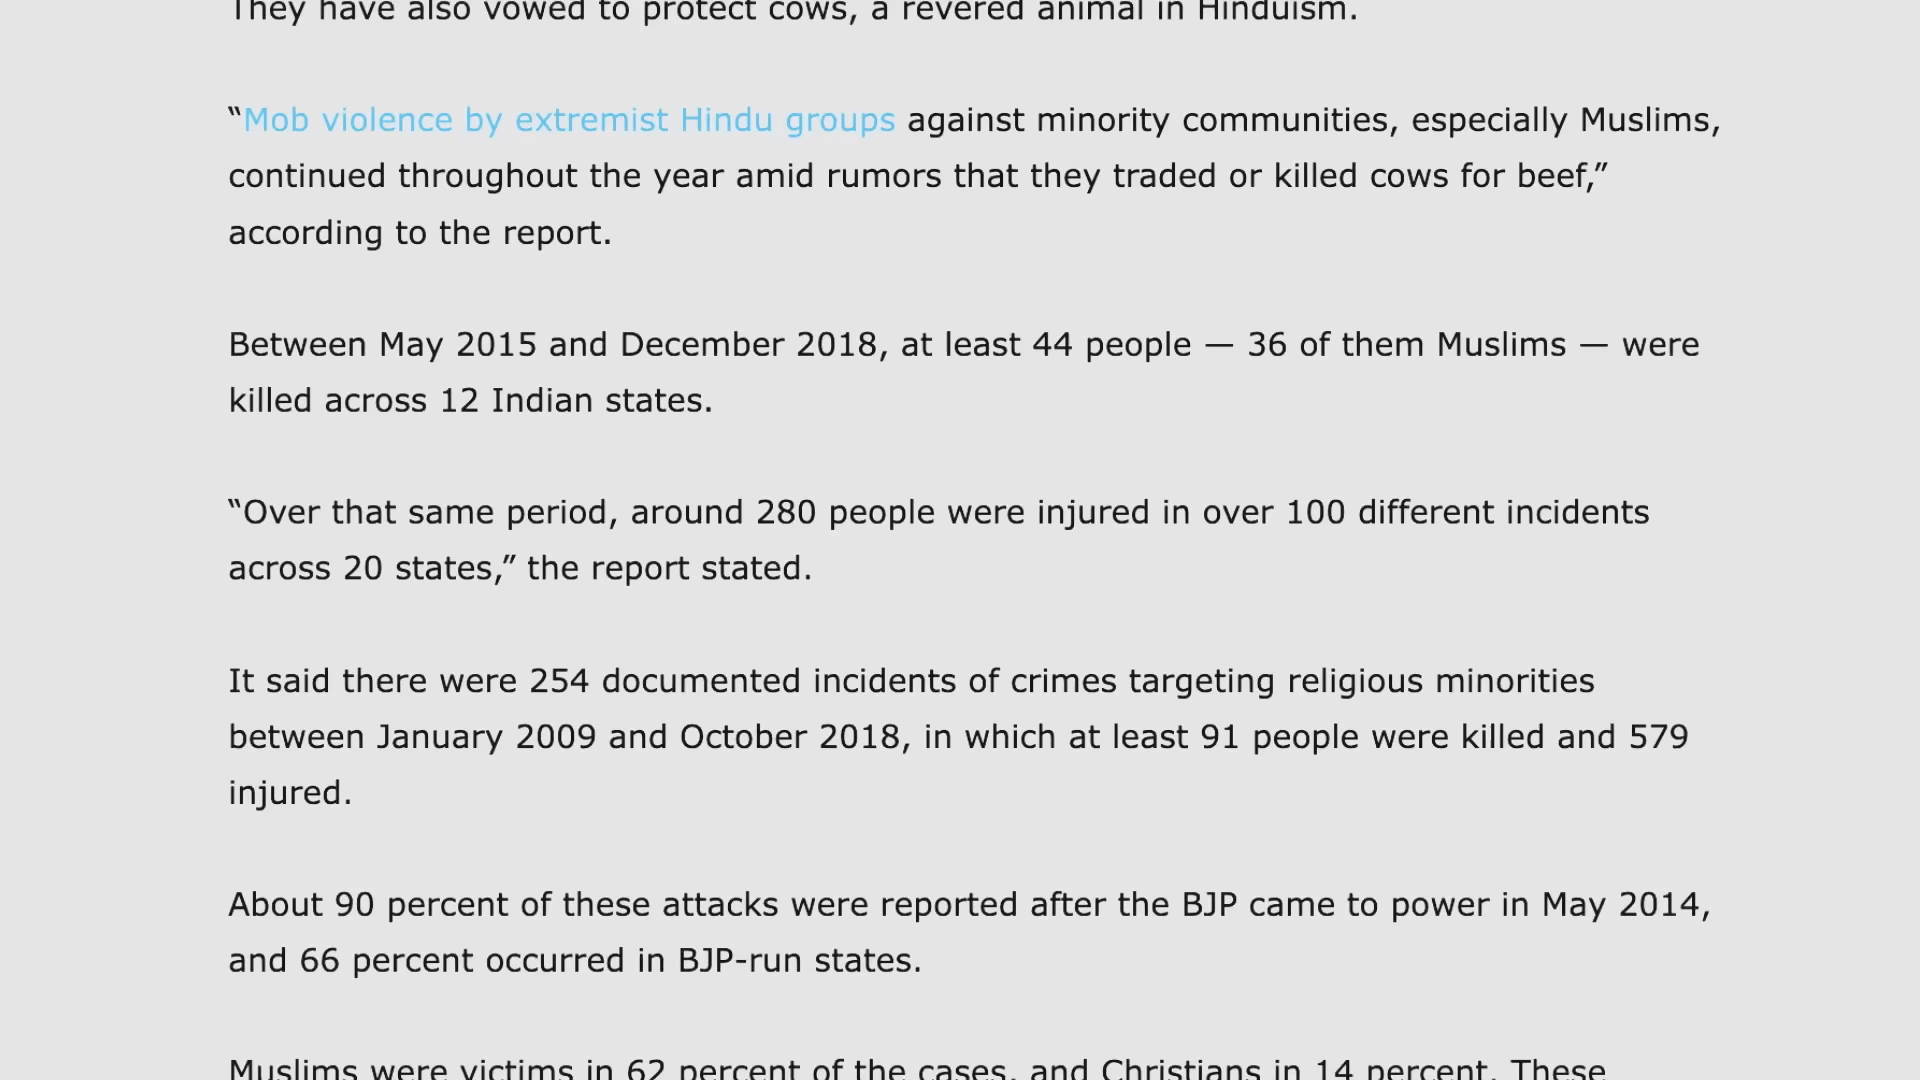 They have also vowed to protect cows, a revered animal in Hinduism.
“Mob violence by extremist Hindu groups against minority communities, especially Muslims,
continued throughout the year amid rumors that they traded or killed cows for beef,”
according to the report.
Between May 2015 and December 2018, at least 44 people — 36 of them Muslims — were
killed across 12 Indian states.
“Over that same period, around 280 people were injured in over 100 different incidents
across 20 states,” the report stated.
It said there were 254 documented incidents of crimes targeting religious minorities
between January 2009 and October 2018, in which at least 91 people were killed and 579
injured.
About 90 percent of these attacks were reported after the BJP came to power in May 2014,
and 66 percent occurred in BJP-run states.
Muslims were victims in 62 percent of the cases, and Christians in 14 percent. These